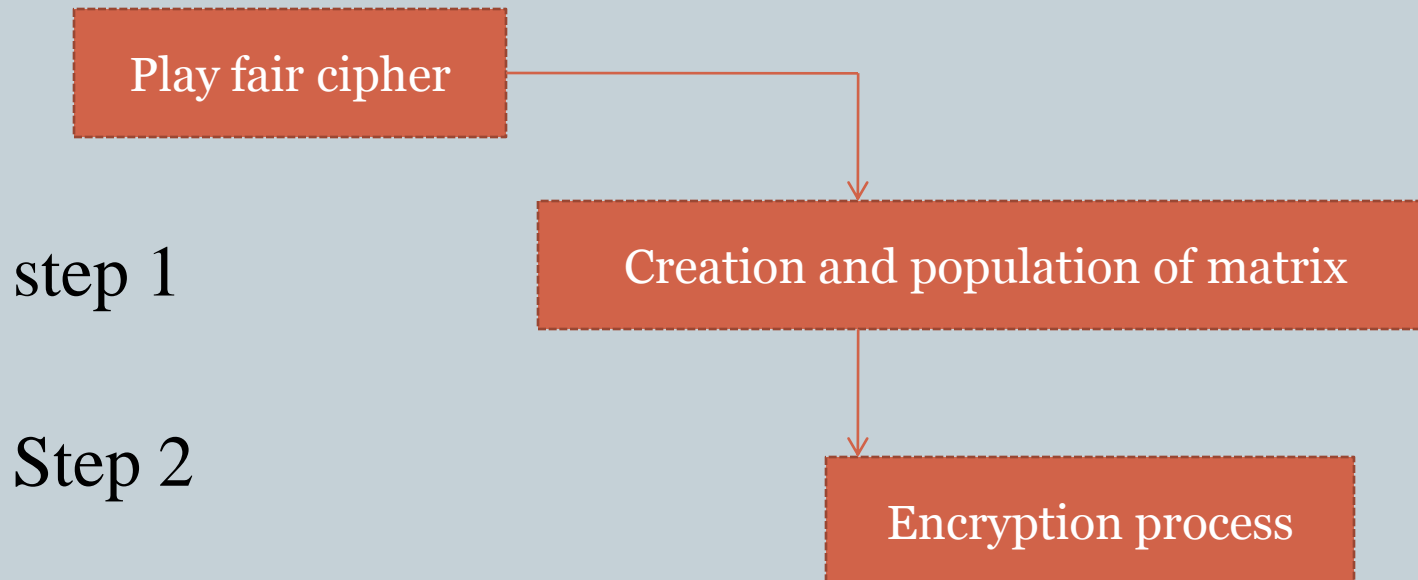 Play fair cipher
step 1
Creation and population of matrix
Step 2
Encryption process